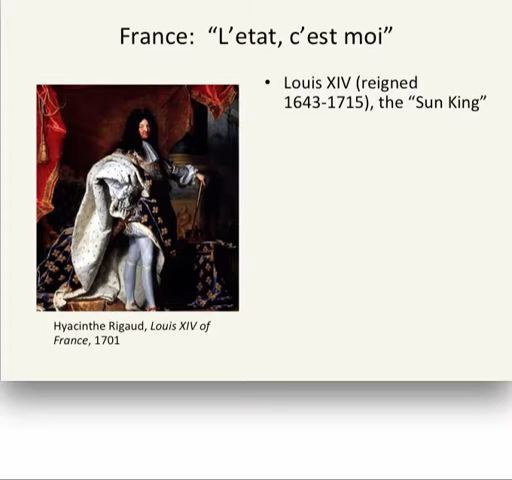 France: “L’etat, c’est moi”
• Louis XIV (reigned
1643-1715), the “Sun King”
Hyacinthe Rigaud, Louis XIV of
France, 1701